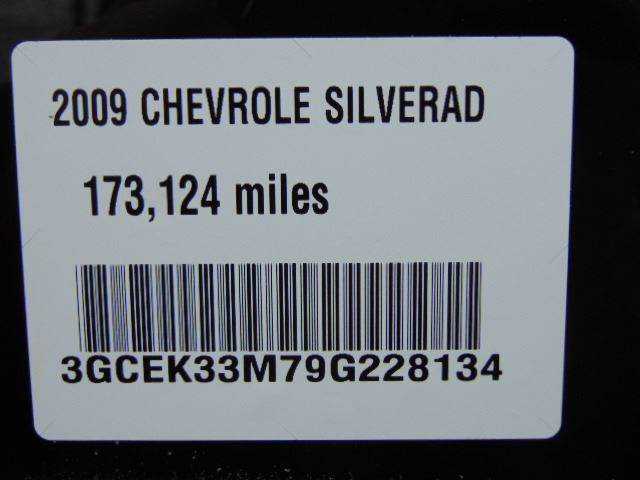 2009 CHEVROLE SILVERAD
173,124 miles
3GCEK33M79G228134